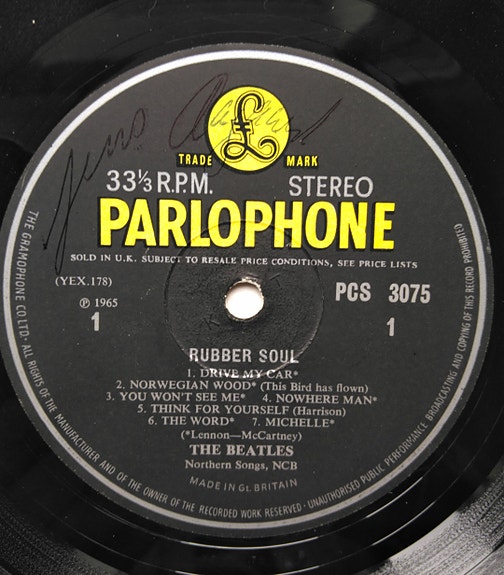 £
TRADE MARK
33⅓ R.P.M. STEREO
PARLOPHONE
SOLD IN U.K. SUBJECT TO RESALE PRICE CONDITIONS, SEE PRICE LISTS
(YEX.178)
℗ 1965
1
PCS 3075
1
RUBBER SOUL
1. DRIVE MY CAR*
2. NORWEGIAN WOOD* (This Bird has flown)
3. YOU WON'T SEE ME* 4. NOWHERE MAN*
5. THINK FOR YOURSELF (Harrison)
6. THE WORD* 7. MICHELLE*
(*Lennon—McCartney)
THE BEATLES
Northern Songs, NCB
MADE IN GT. BRITAIN
THE GRAMOPHONE CO LTD · ALL RIGHTS OF THE MANUFACTURER AND OF THE OWNER OF THE RECORDED WORK RESERVED · UNAUTHORISED PUBLIC PERFORMANCE BROADCASTING AND COPYING OF THIS RECORD PROHIBITED